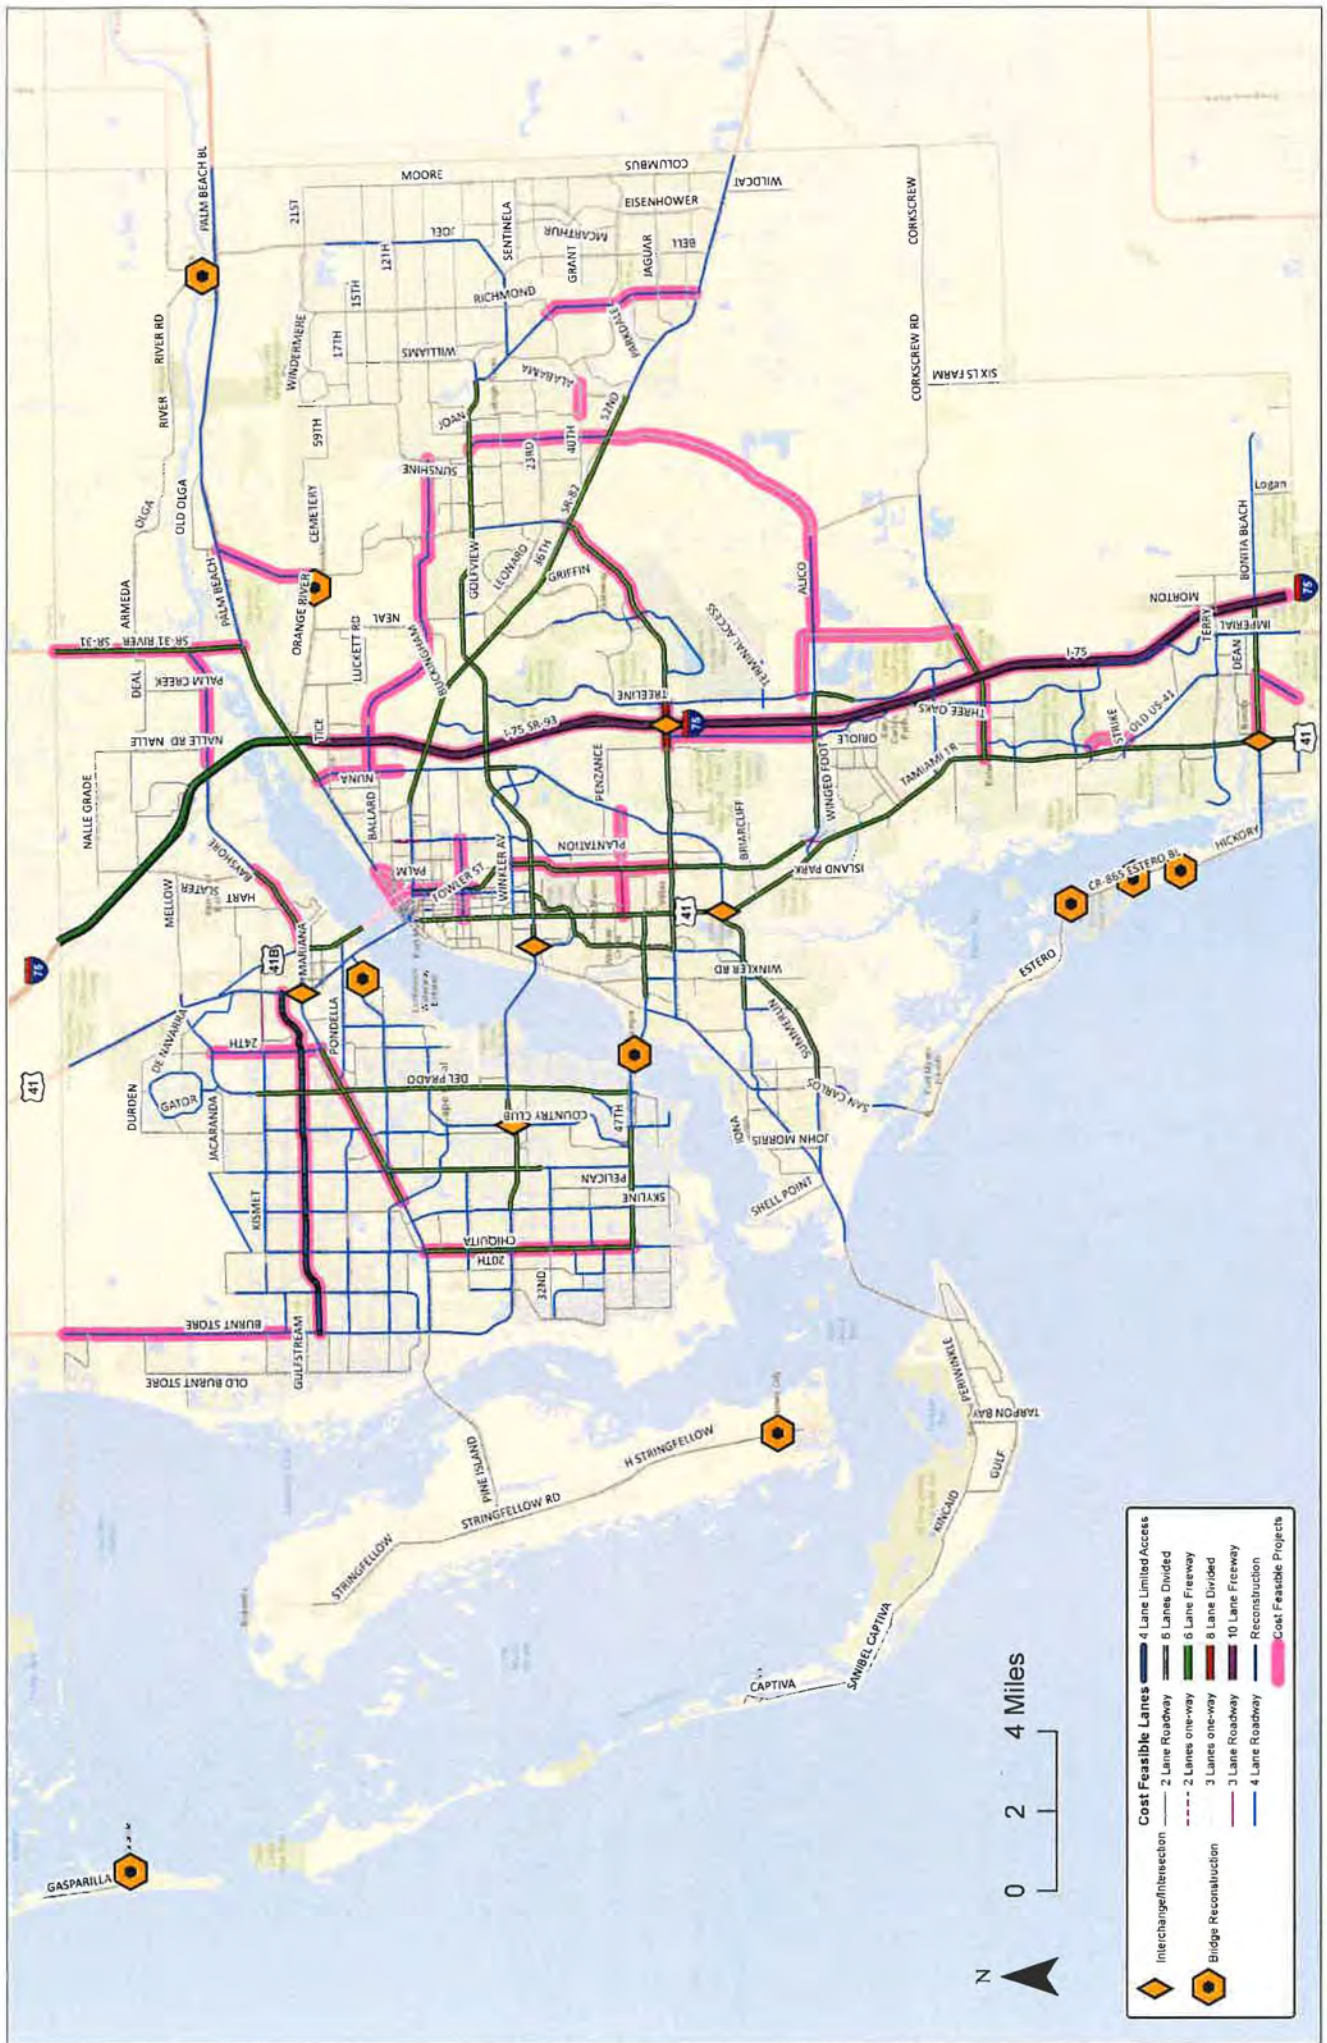 GASPARILLA
CAPTIVA
SANIBEL CAPTIVA
KINCAID
GULF
TARPON BAY
PERIWINKLE
STRINGFELLOW
STRINGFELLOW RD
H STRINGFELLOW
PINE ISLAND
OLD BURNT STORE
BURNT STORE
GULFSTREAM
KISMET
JACARANDA
DURDEN
GATOR
DE NAVARRA
24TH
41
20TH
CHIQUITA
32ND
SKYLINE
PELICAN
47TH
COUNTRY CLUB
DEL PRADO
PONDELLA
MARIANA
41B
75
MELLOW
SLATER
HART
BAYSHORE
NALLE GRADE
NALLE RD NALLE
DEAL
PALM CREEK
SR-31 RIVER SR-31
ARMEDA
OLGA
OLD OLGA
RIVER
RIVER RD
PALM BEACH BL
PALM BEACH
ORANGE RIVER
CEMETERY
59TH
WINDERMERE
21ST
17TH
15TH
12TH
MOORE
JOEL
WILLIAMS
RICHMOND
SENTINELA
MCARTHUR
GRANT
EISENHOWER
COLUMBUS
WILDCAT
BELL
JAGUAR
PARKDALE
ALABAMA
52ND
40TH
23RD
JOAN
SUNSHINE
NEAL
LUCKETT RD
TICE
NUNA
BALLARD
PALM
FOWLER ST
BUCKINGHAM
GOLFVIEW
LEONARD
36TH
GRIFFIN
SR-82
I-75 SR-93
WINKLER AV
PLANTATION
PENZANCE
TREELINE
75
TERMINAL ACCESS
BRIARCLIFF
41
ISLAND PARK
WINGED FOOT
ORIOLE
ALICO
CORKSCREW
CORKSCREW RD
SIX LS FARM
THREE OAKS
TAMIAMI TR
I-75
STRIKE
OLD US-41
TERRY
MORTON
IMPERIAL
BONITA BEACH
Logan
DEAN
75
41
HICKORY
CR-865 ESTERO BL
ESTERO
WINKLER RD
SUMMERLIN
SAN CARLOS
IONA
JOHN MORRIS
SHELL POINT
N
0 2 4 Miles
Interchange/Intersection
Bridge Reconstruction
Cost Feasible Lanes
2 Lane Roadway
2 Lanes one-way
3 Lanes one-way
3 Lane Roadway
4 Lane Roadway
4 Lane Limited Access
6 Lanes Divided
6 Lane Freeway
8 Lane Divided
10 Lane Freeway
Reconstruction
Cost Feasible Projects